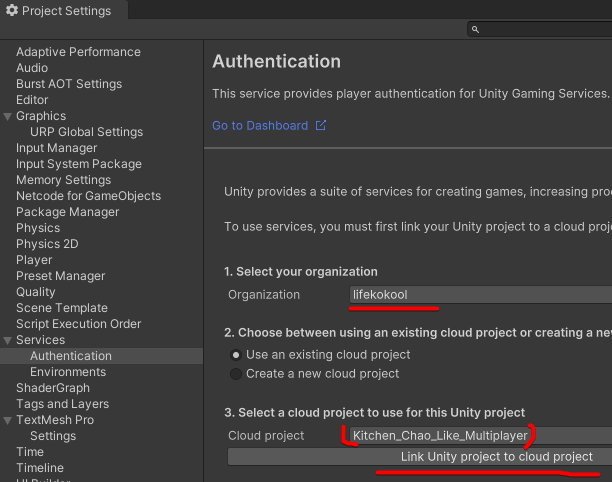 Project Settings
Adaptive Performance
Audio
Burst AOT Settings
Editor
Graphics
URP Global Settings
Input Manager
Input System Package
Memory Settings
Netcode for GameObjects
Package Manager
Physics
Physics 2D
Player
Preset Manager
Quality
Scene Template
Script Execution Order
Services
Authentication
Environments
ShaderGraph
Tags and Layers
TextMesh Pro
Settings
Time
Timeline
UI Builder
Authentication
This service provides player authentication for Unity Gaming Services.
Go to Dashboard
Unity provides a suite of services for creating games, increasing pro
To use services, you must first link your Unity project to a cloud proj
1. Select your organization
Organization
lifekokool
2. Choose between using an existing cloud project or creating a ne
Use an existing cloud project
Create a new cloud project
3. Select a cloud project to use for this Unity project
Cloud project
Kitchen_Chao_Like_Multiplayer
Link Unity project to cloud project